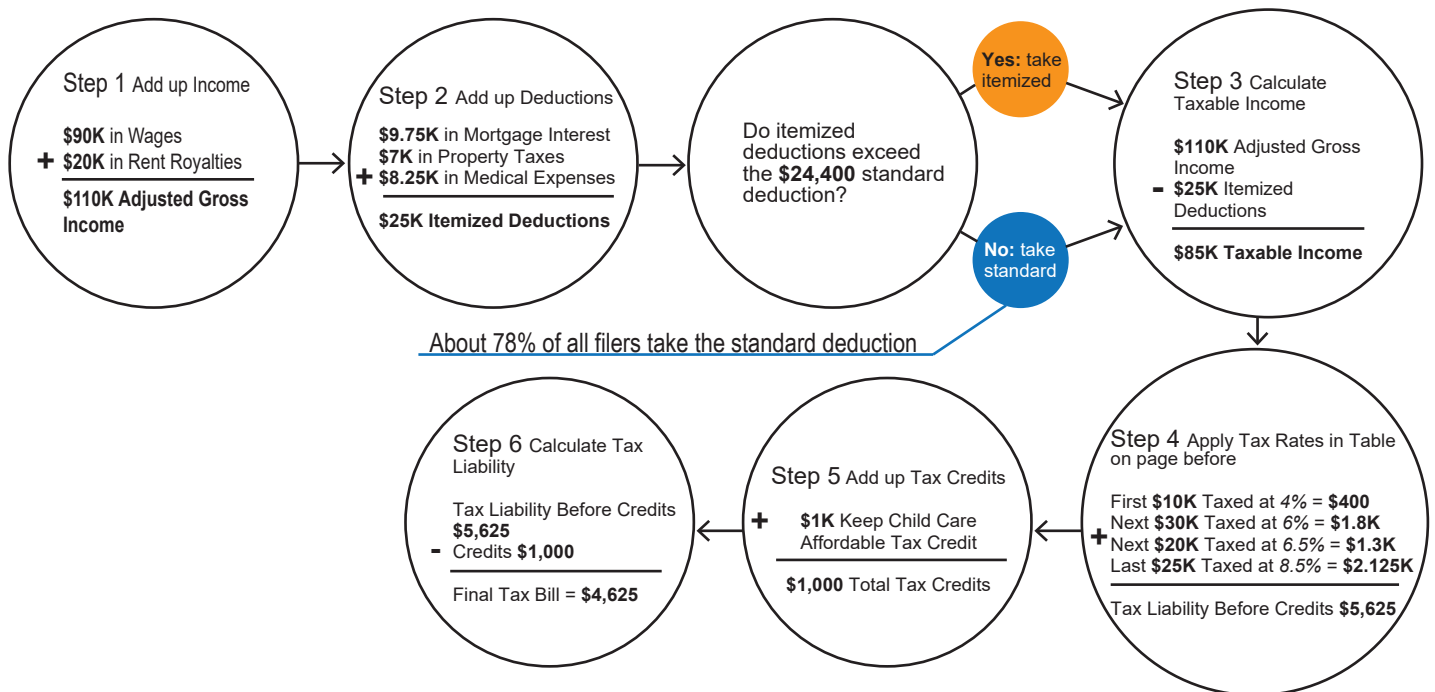 Step 1 Add up Income
$90K in Wages
+ $20K in Rent Royalties
$110K Adjusted Gross
Income
Step 2 Add up Deductions
$9.75K in Mortgage Interest
$7K in Property Taxes
+ $8.25K in Medical Expenses
$25K Itemized Deductions
Do itemized
deductions exceed
the $24,400 standard
deduction?
Yes: take
itemized
No: take
standard
About 78% of all filers take the standard deduction
Step 3 Calculate
Taxable Income
$110K Adjusted Gross
Income
- $25K Itemized
Deductions
$85K Taxable Income
Step 4 Apply Tax Rates in Table
on page before
First $10K Taxed at 4% = $400
Next $30K Taxed at 6% = $1.8K
+ Next $20K Taxed at 6.5% = $1.3K
Last $25K Taxed at 8.5% = $2.125K
Tax Liability Before Credits $5,625
Step 5 Add up Tax Credits
+ $1K Keep Child Care
Affordable Tax Credit
$1,000 Total Tax Credits
Step 6 Calculate Tax
Liability
Tax Liability Before Credits
$5,625
- Credits $1,000
Final Tax Bill = $4,625